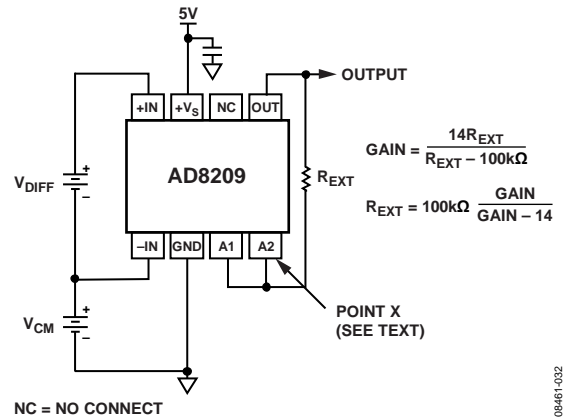 5V
OUTPUT
+IN
+VS
NC
OUT
GAIN = 14REXT / REXT – 100kΩ
VDIFF
+
–
AD8209
REXT
REXT = 100kΩ GAIN / GAIN – 14
–IN
GND
A1
A2
VCM
+
–
POINT X
(SEE TEXT)
NC = NO CONNECT
08461-032